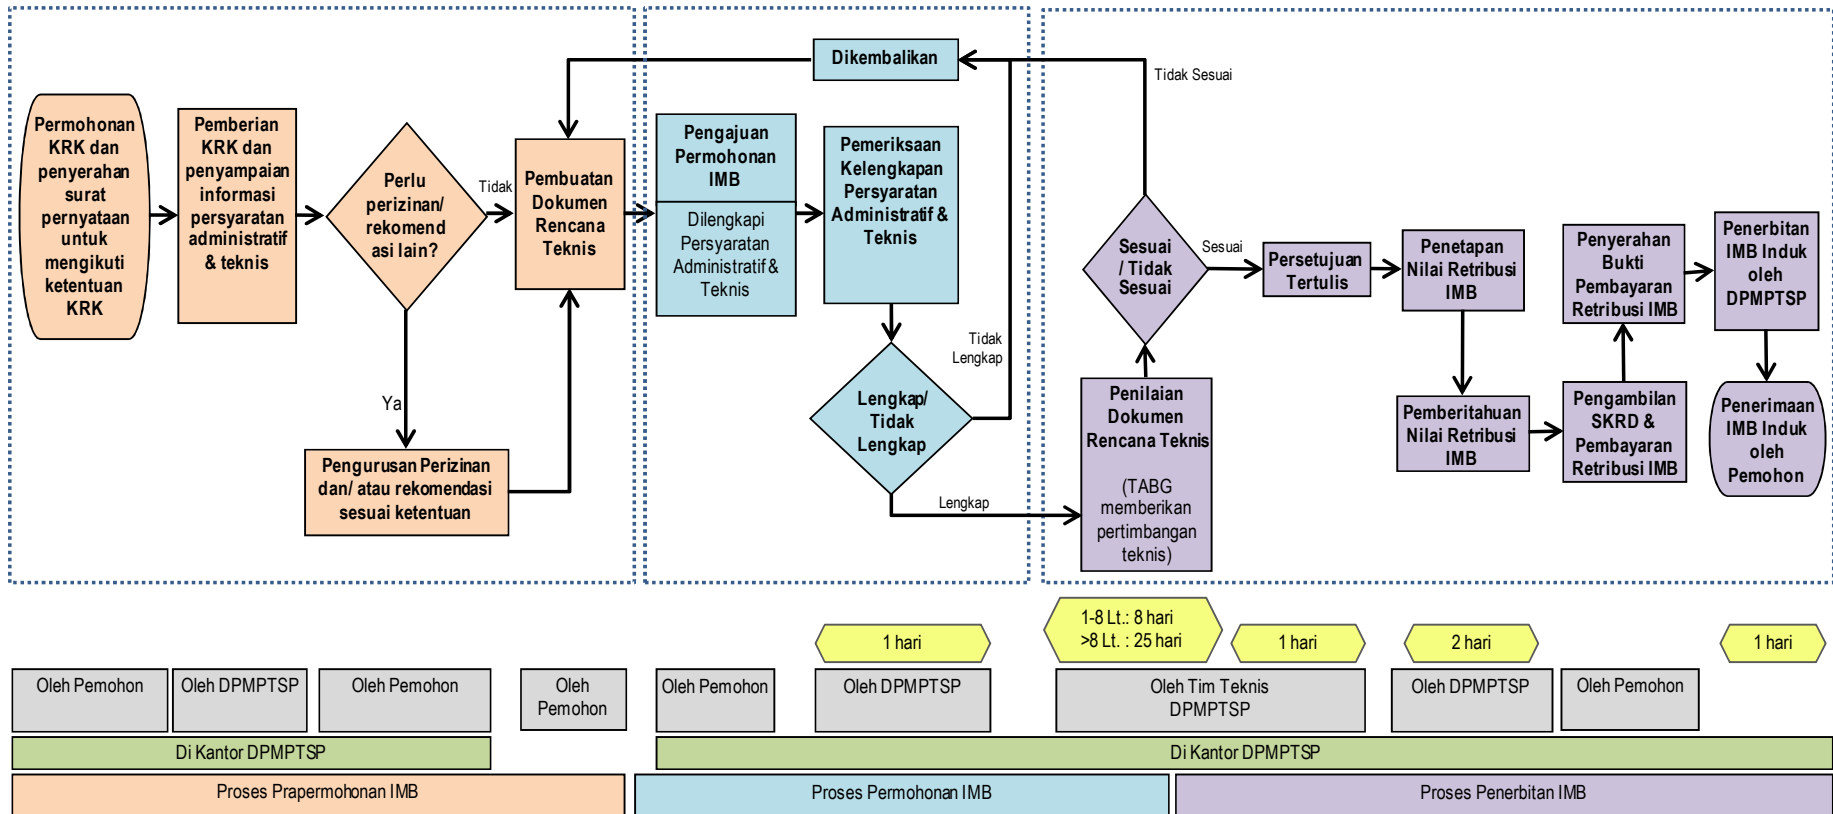 Permohonan
KRK dan
penyerahan
surat
pernyataan
untuk
mengikuti
ketentuan
KRK
Pemberian
KRK dan
penyampaian
informasi
persyaratan
administratif
& teknis
Perlu
perizinan/
rekomend
asi lain?
Tidak
Ya
Pengurusan Perizinan
dan/ atau rekomendasi
sesuai ketentuan
Pembuatan
Dokumen
Rencana
Teknis
Dikembalikan
Pengajuan
Permohonan
IMB
Dilengkapi
Persyaratan
Administratif &
Teknis
Pemeriksaan
Kelengkapan
Persyaratan
Administratif &
Teknis
Lengkap/
Tidak
Lengkap
Tidak
Lengkap
Lengkap
Tidak Sesuai
Sesuai
/ Tidak
Sesuai
Sesuai
Penilaian
Dokumen
Rencana Teknis
(TABG
memberikan
pertimbangan
teknis)
Persetujuan
Tertulis
Penetapan
Nilai Retribusi
IMB
Pemberitahuan
Nilai Retribusi
IMB
Pengambilan
SKRD &
Pembayaran
Retribusi IMB
Penyerahan
Bukti
Pembayaran
Retribusi IMB
Penerbitan
IMB Induk
oleh
DPMPTSP
Penerimaan
IMB Induk
oleh
Pemohon
1 hari
1-8 Lt.: 8 hari
>8 Lt. : 25 hari
1 hari
2 hari
1 hari
Oleh Pemohon
Oleh DPMPTSP
Oleh Pemohon
Oleh
Pemohon
Oleh Pemohon
Oleh DPMPTSP
Oleh Tim Teknis
DPMPTSP
Oleh DPMPTSP
Oleh Pemohon
Di Kantor DPMPTSP
Di Kantor DPMPTSP
Proses Prapermohonan IMB
Proses Permohonan IMB
Proses Penerbitan IMB